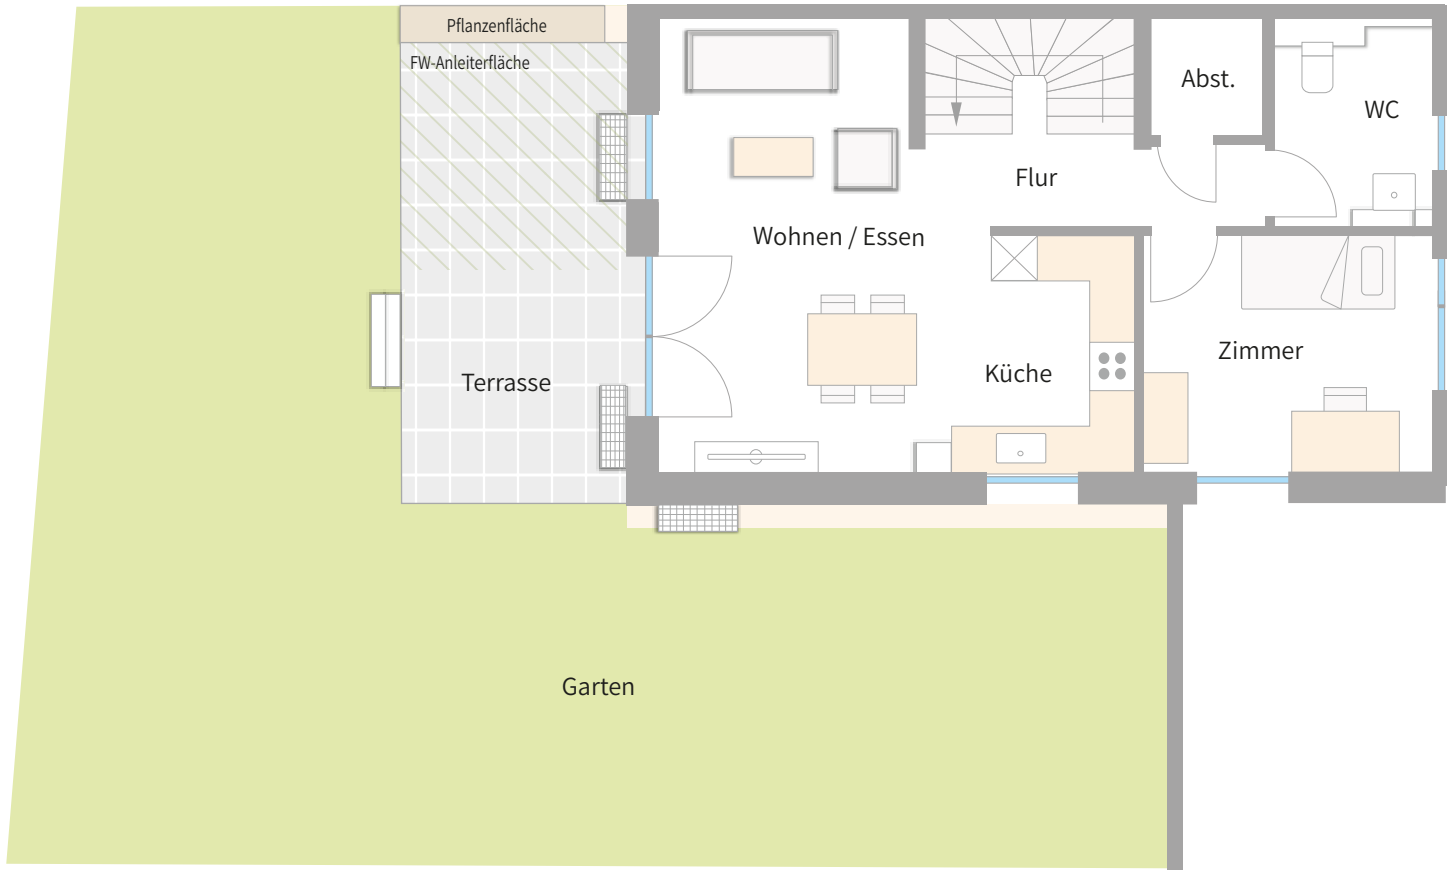 Pflanzenfläche
FW-Anleiterfläche
Abst.
WC
Flur
Wohnen / Essen
Zimmer
Küche
Terrasse
Garten